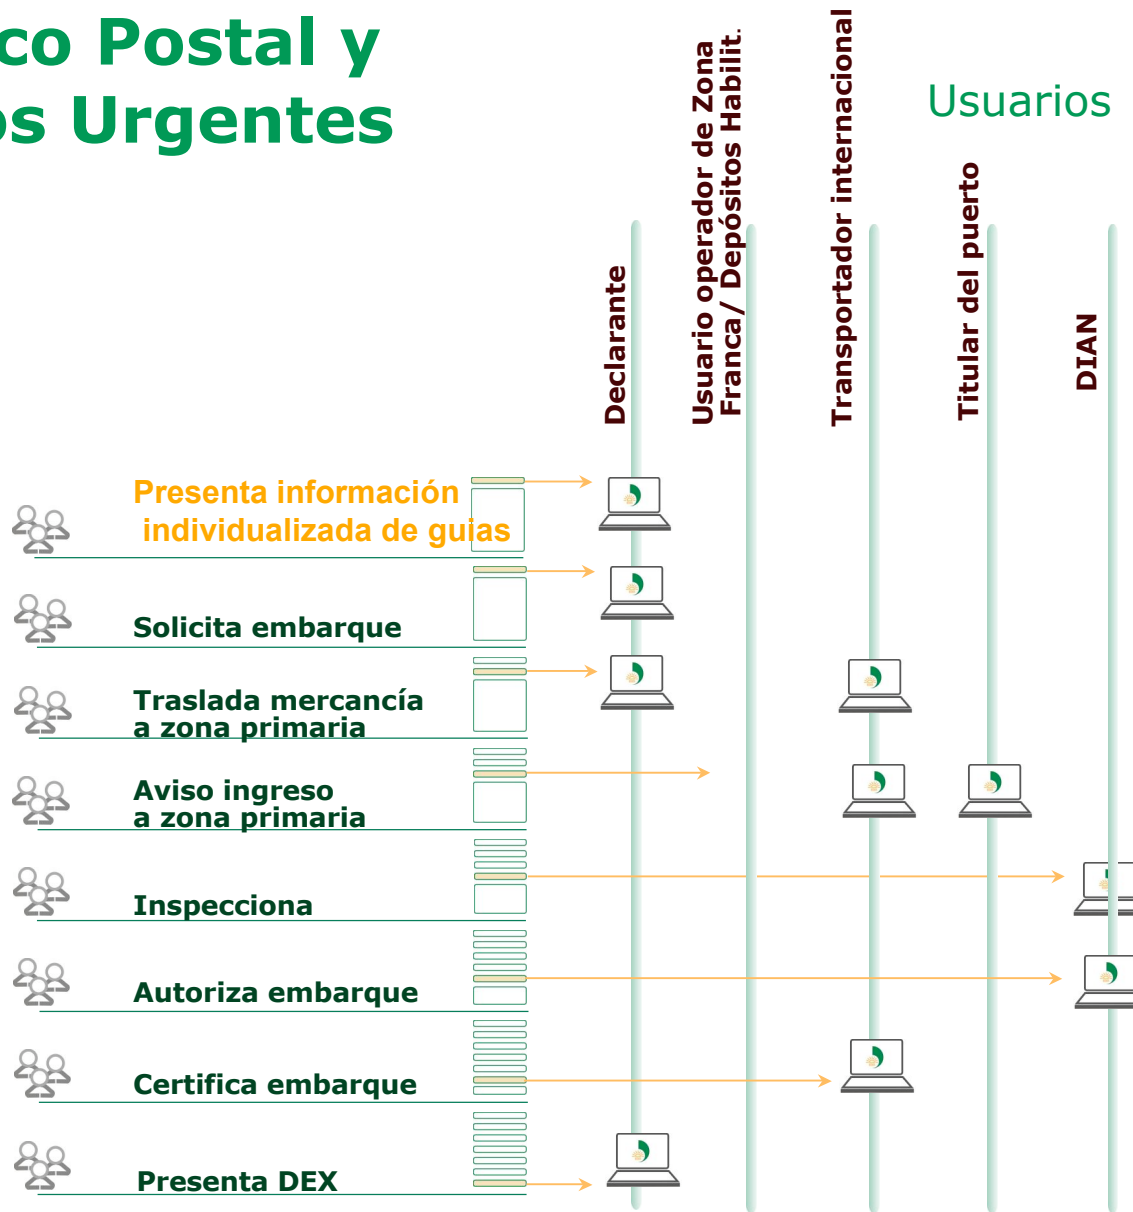 co Postal y
os Urgentes
Usuarios
Declarante
Usuario operador de Zona
Franca/ Depósitos Habilit.
Transportador internacional
Titular del puerto
DIAN
Presenta información
individualizada de guias
Solicita embarque
Traslada mercancía
a zona primaria
Aviso ingreso
a zona primaria
Inspecciona
Autoriza embarque
Certifica embarque
Presenta DEX